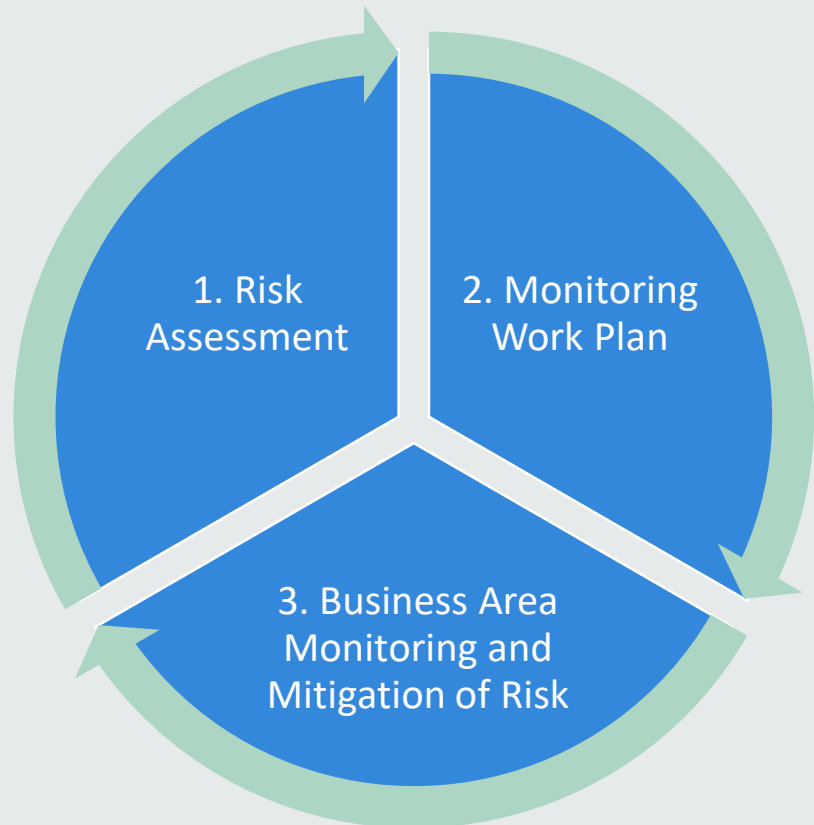 1. Risk
Assessment
2. Monitoring
Work Plan
3. Business Area
Monitoring and
Mitigation of Risk